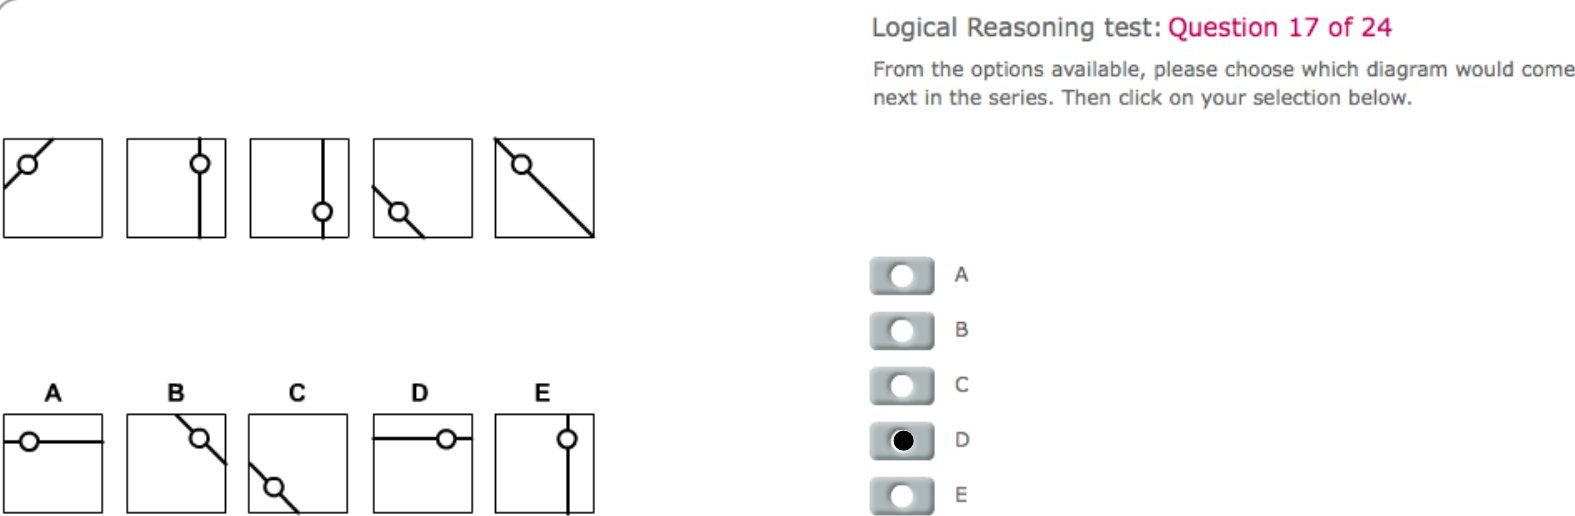 Logical Reasoning test: Question 17 of 24
From the options available, please choose which diagram would come
next in the series. Then click on your selection below.
A
B
C
D
E
A B C D E